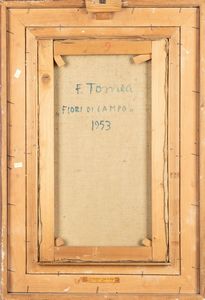 F. Tomea
"FIORI DI CAMPO"
1953